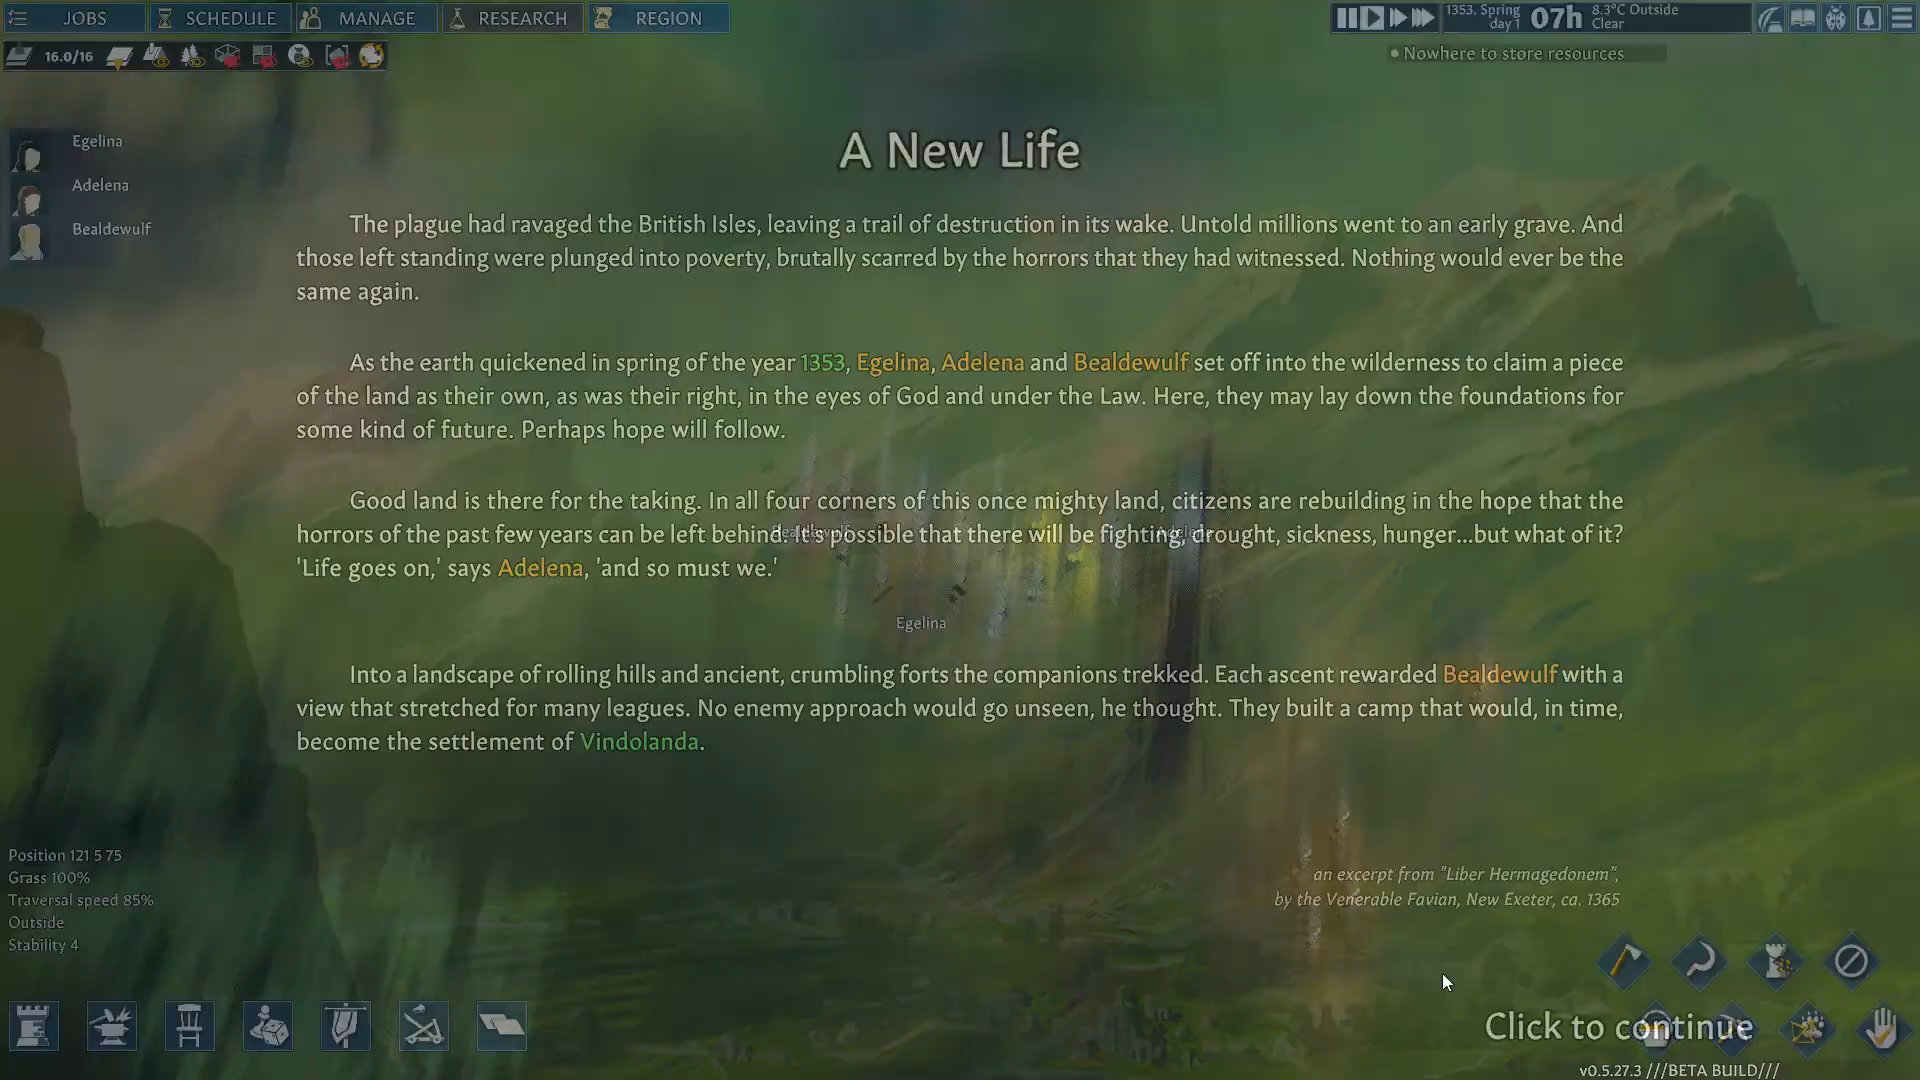 JOBS SCHEDULE MANAGE RESEARCH REGION
1353. Spring
day 1
07h
8.3°C Outside
Clear
16.0/16
Nowhere to store resources
Egelina
Adelena
Bealdewulf
A New Life
The plague had ravaged the British Isles, leaving a trail of destruction in its wake. Untold millions went to an early grave. And
those left standing were plunged into poverty, brutally scarred by the horrors that they had witnessed. Nothing would ever be the
same again.
As the earth quickened in spring of the year 1353, Egelina, Adelena and Bealdewulf set off into the wilderness to claim a piece
of the land as their own, as was their right, in the eyes of God and under the Law. Here, they may lay down the foundations for
some kind of future. Perhaps hope will follow.
Good land is there for the taking. In all four corners of this once mighty land, citizens are rebuilding in the hope that the
horrors of the past few years can be left behind. It's possible that there will be fighting, drought, sickness, hunger...but what of it?
'Life goes on,' says Adelena, 'and so must we.'
Egelina
Into a landscape of rolling hills and ancient, crumbling forts the companions trekked. Each ascent rewarded Bealdewulf with a
view that stretched for many leagues. No enemy approach would go unseen, he thought. They built a camp that would, in time,
become the settlement of Vindolanda.
an excerpt from "Liber Hermagedonem",
by the Venerable Favian, New Exeter, ca. 1365
Position 121 5 75
Grass 100%
Traversal speed 85%
Outside
Stability 4
Click to continue
v0.5.27.3 ///BETA BUILD///